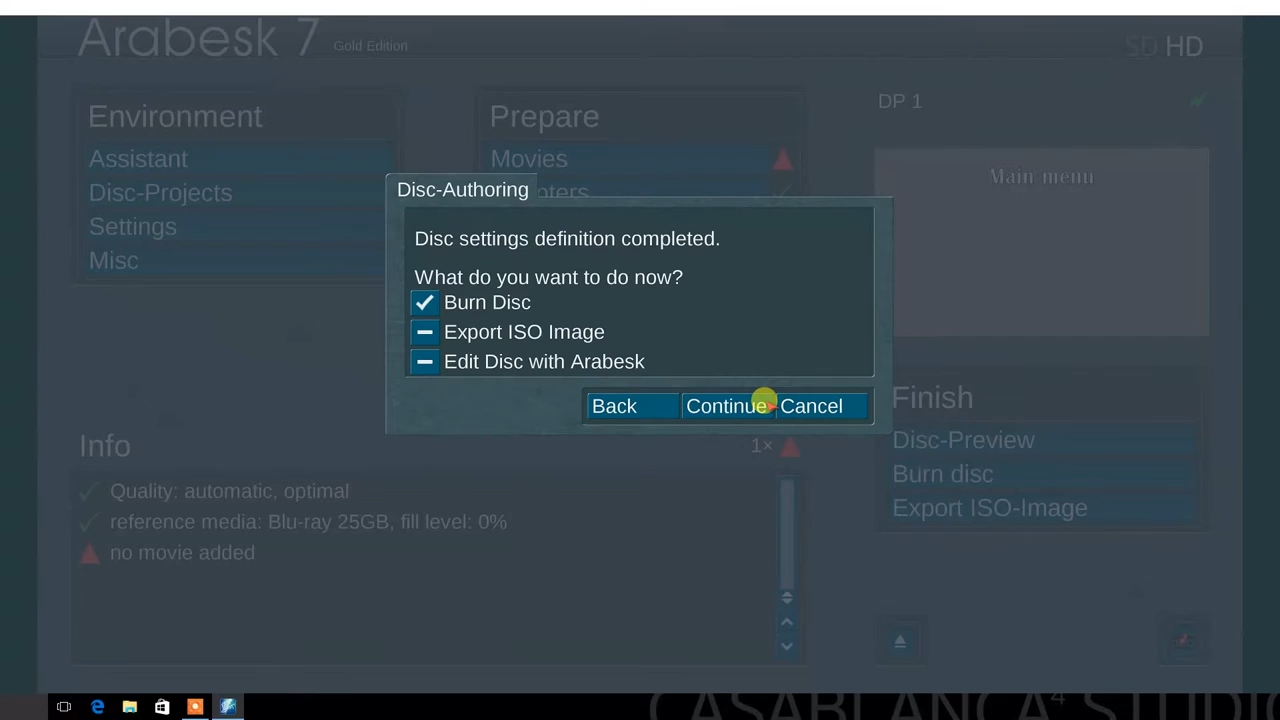 Arabesk 7 Gold Edition
SD HD
Environment
Assistant
Disc-Projects
Settings
Misc
Prepare
Movies
DP 1
Main menu
Disc-Authoring
Disc settings definition completed.
What do you want to do now?
Burn Disc
Export ISO Image
Edit Disc with Arabesk
Back
Continue
Cancel
Info
1×
Quality: automatic, optimal
reference media: Blu-ray 25GB, fill level: 0%
no movie added
Finish
Disc-Preview
Burn disc
Export ISO-Image
CASABLANCA4 STUDIO